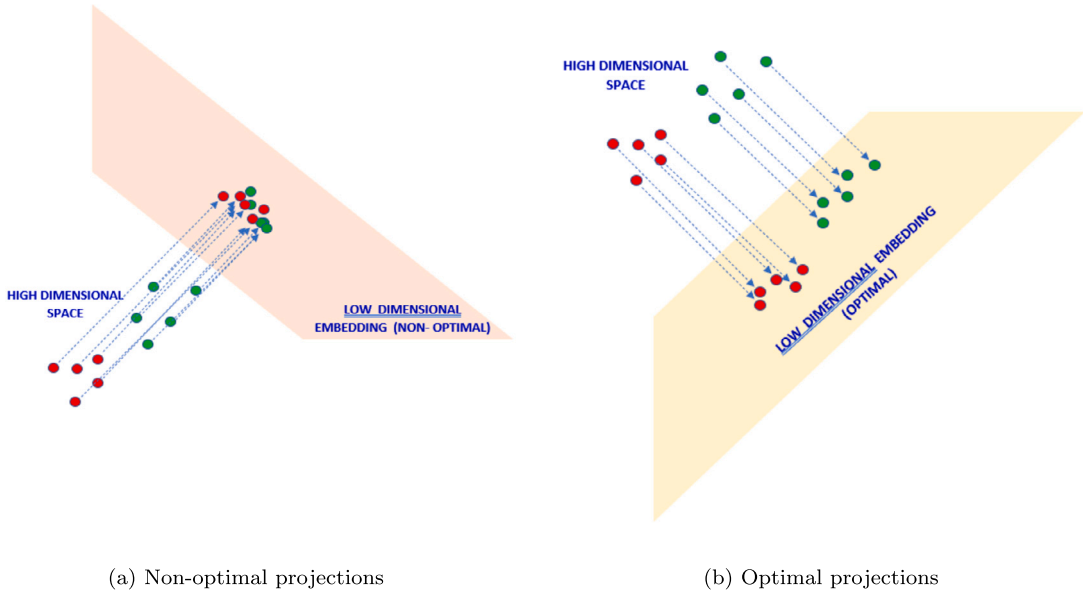 HIGH DIMENSIONAL
SPACE
LOW DIMENSIONAL
EMBEDDING (NON- OPTIMAL)
(a) Non-optimal projections
HIGH DIMENSIONAL
SPACE
LOW DIMENSIONAL EMBEDDING
(OPTIMAL)
(b) Optimal projections